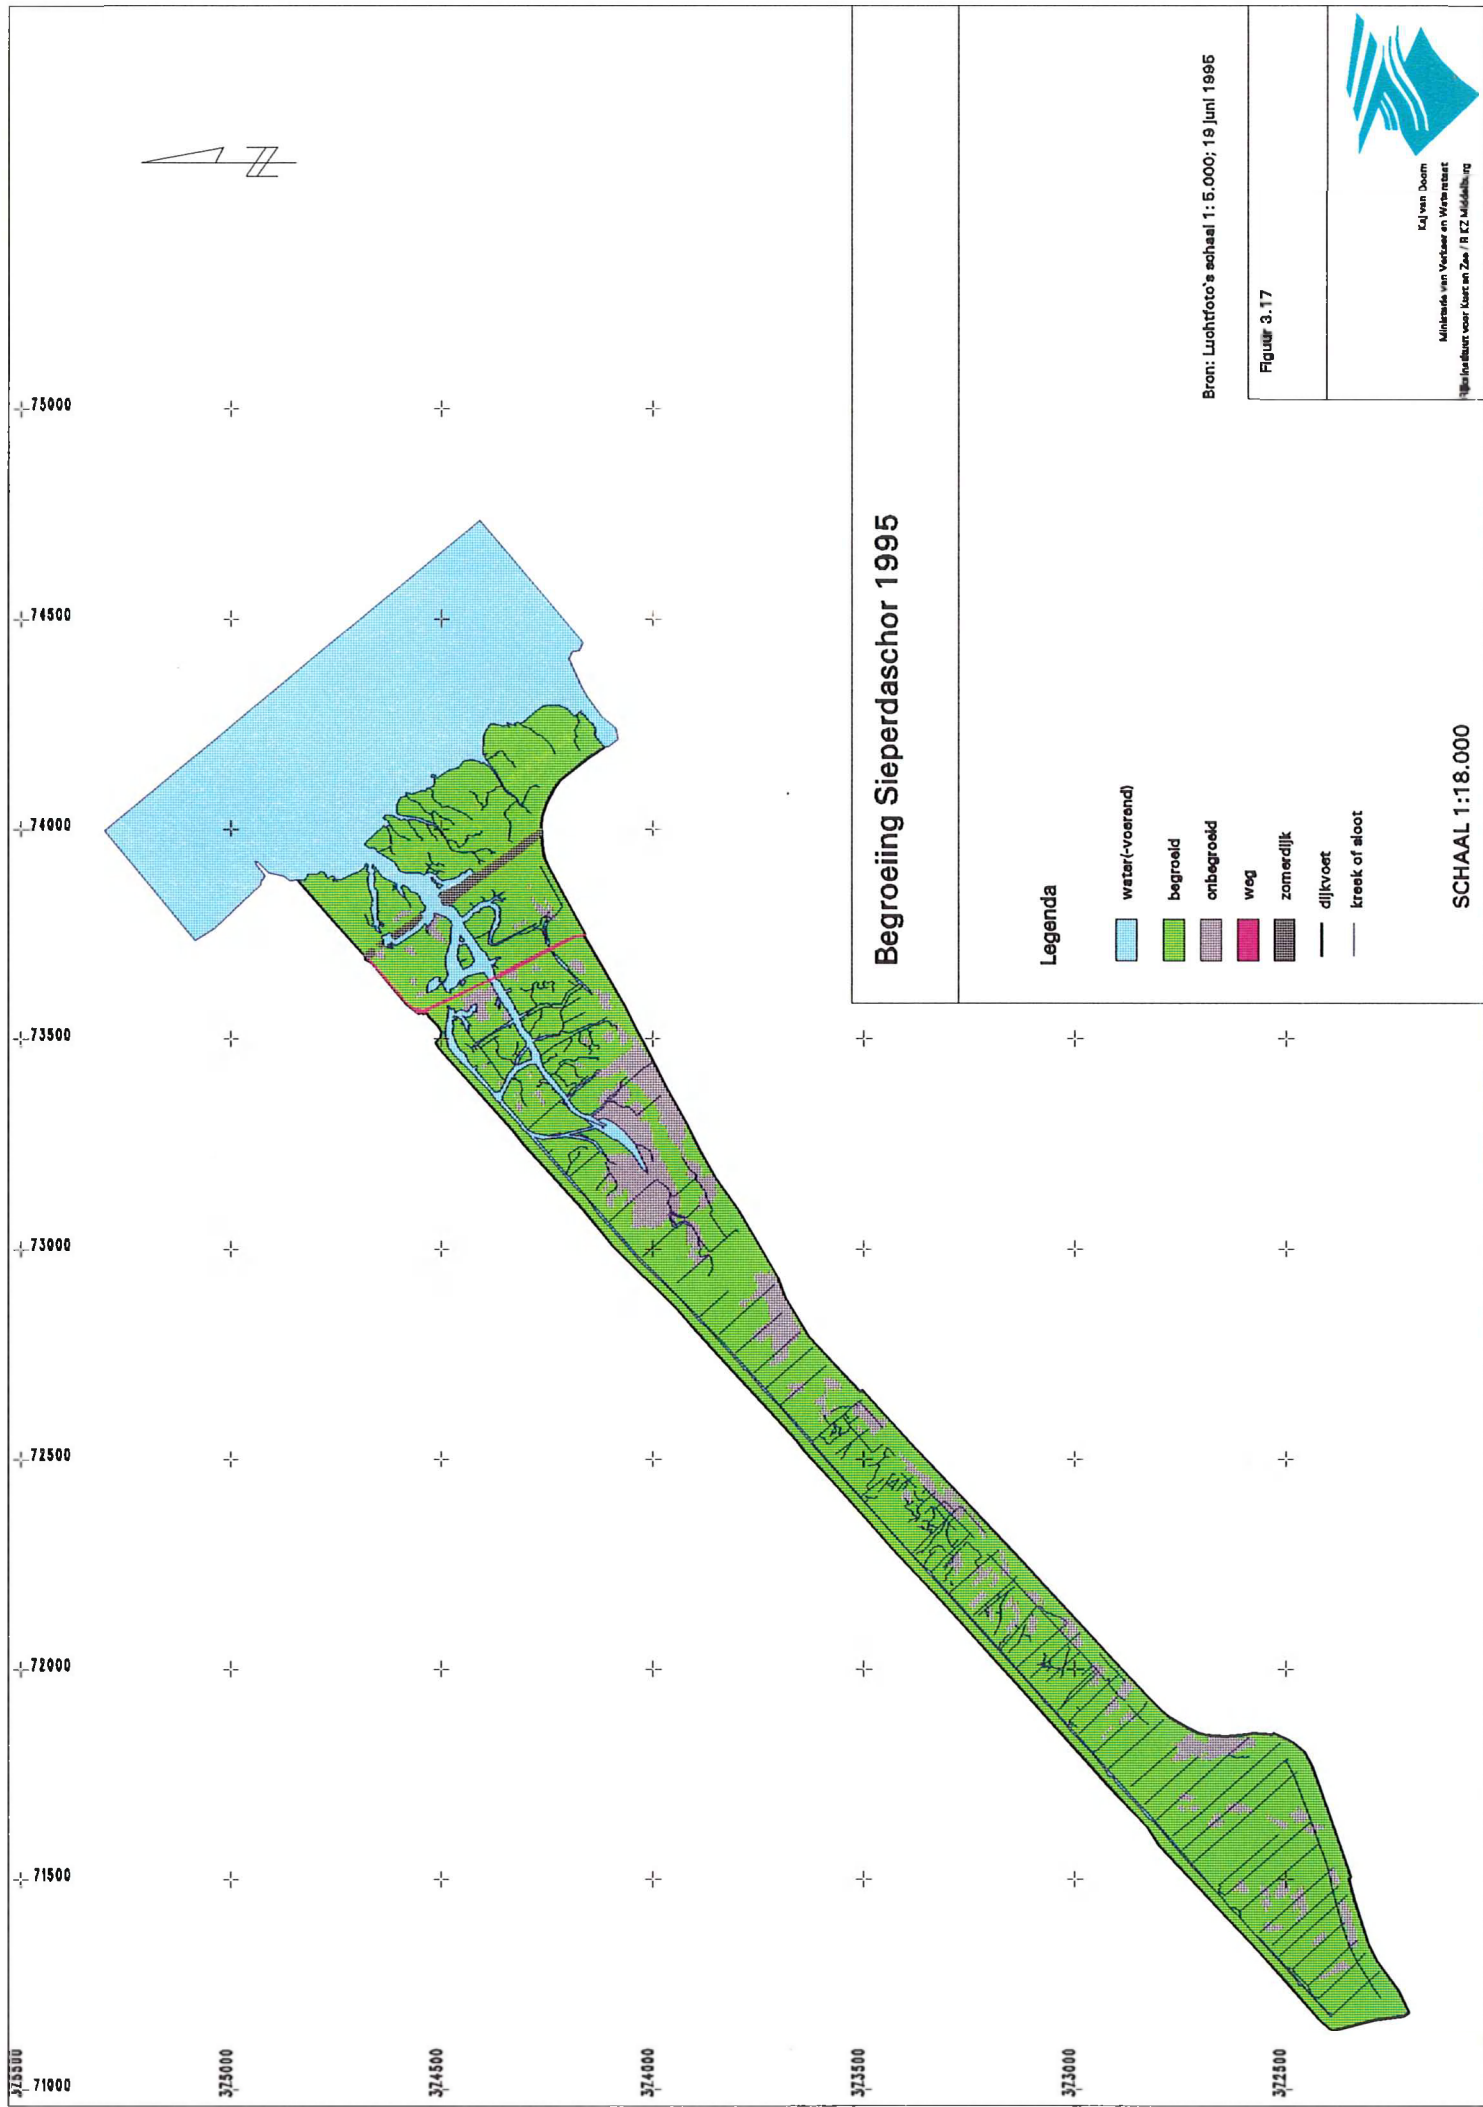 75000
74500
74000
73500
73000
72500
72000
71500
71000
375500
375000
374500
374000
373500
373000
372500
N
Begroeiing Sieperdaschor 1995
Legenda
water(-voerend)
begroeid
onbegroeid
weg
zomerdijk
dijkvoet
kreek of sloot
SCHAAL 1:18.000
Bron: Luchtfoto's schaal 1: 5.000; 19 juni 1995
Figuur 3.17
Kaj van Doorn
Ministerie van Verkeer en Waterstaat
Rijksinstituut voor Kust en Zee / RIKZ Middelburg